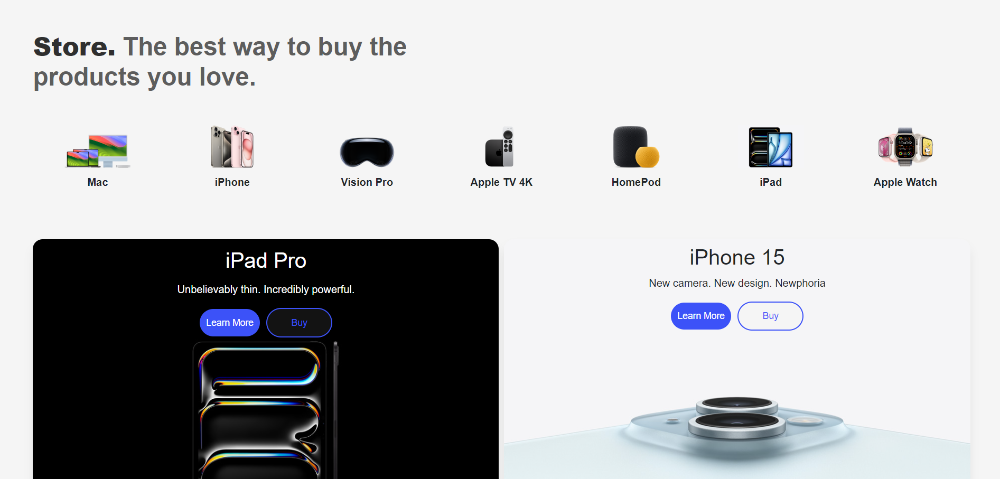 Store. The best way to buy the
products you love.
Mac
iPhone
Vision Pro
Apple TV 4K
HomePod
iPad
Apple Watch
10:09
iPad Pro
Unbelievably thin. Incredibly powerful.
Learn More
Buy
iPhone 15
New camera. New design. Newphoria
Learn More
Buy